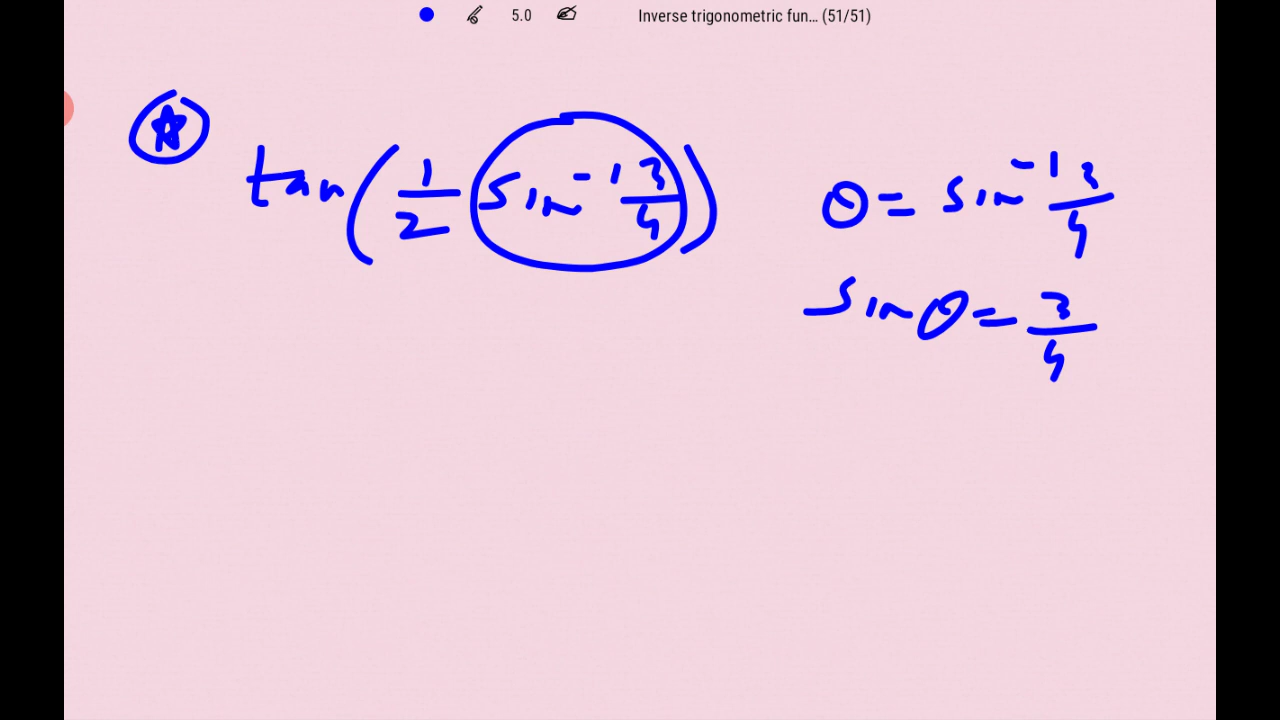 5.0 Inverse trigonometric fun... (51/51)
tan(1/2 sin⁻¹ 3/4) θ = sin⁻¹ 3/4
sinθ = 3/4